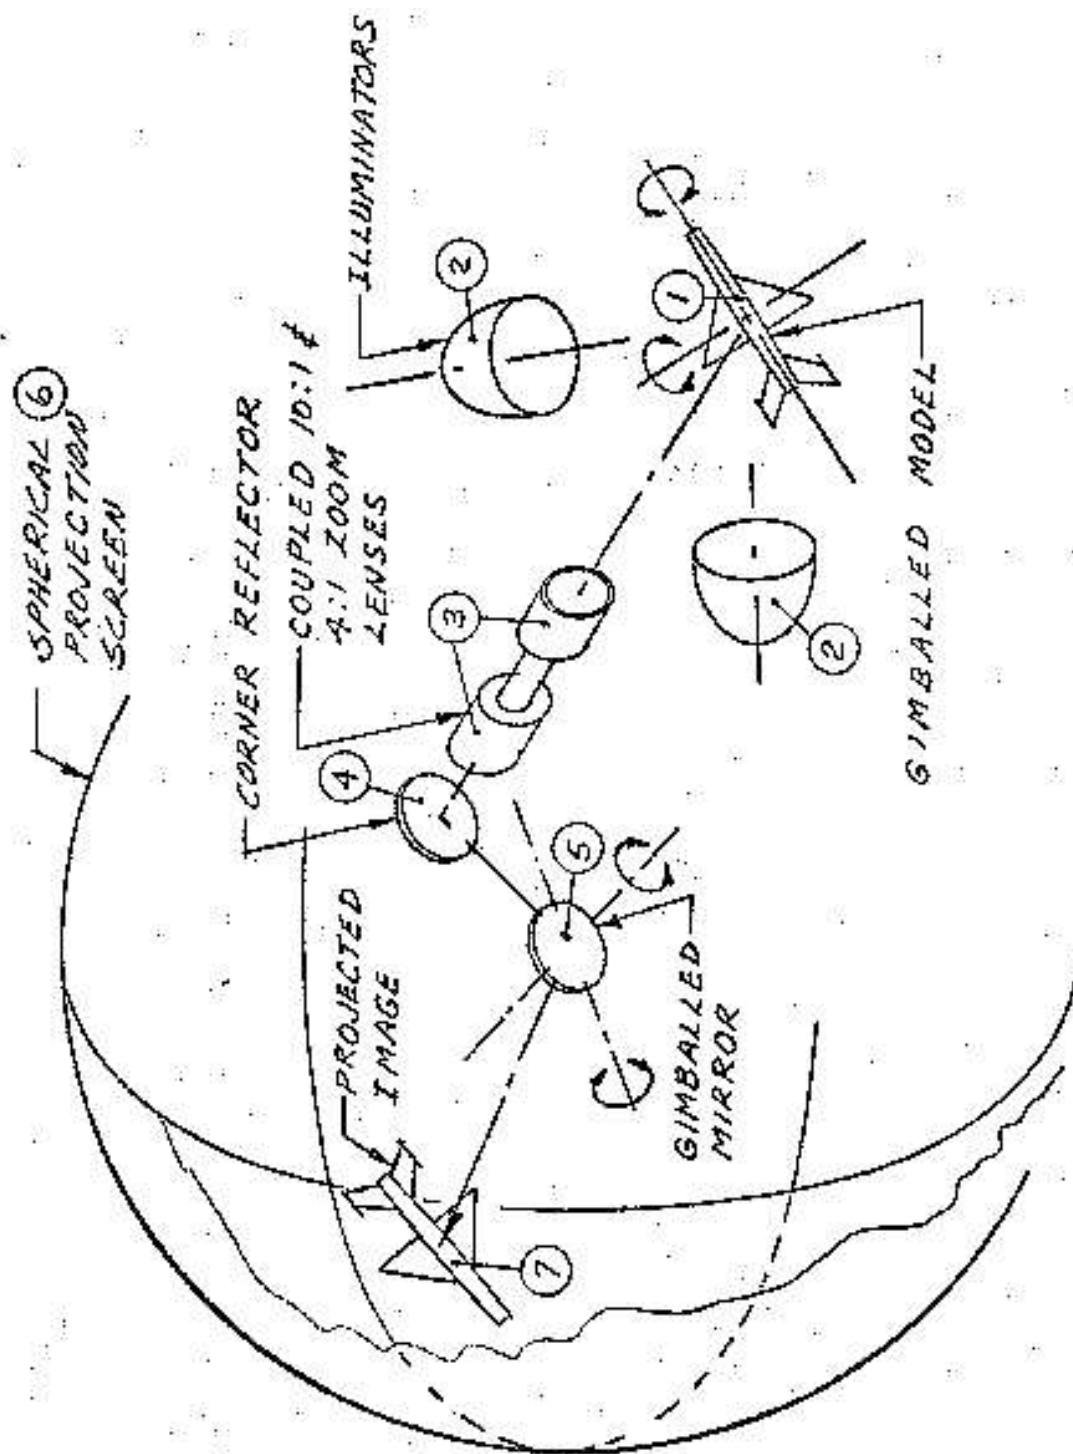 SPHERICAL 6
PROJECTION
SCREEN
CORNER REFLECTOR
COUPLED 10:1 &
4:1 ZOOM
LENSES
ILLUMINATORS
2
3
4
1
2
5
PROJECTED
IMAGE
7
GIMBALLED
MIRROR
GIMBALLED MODEL